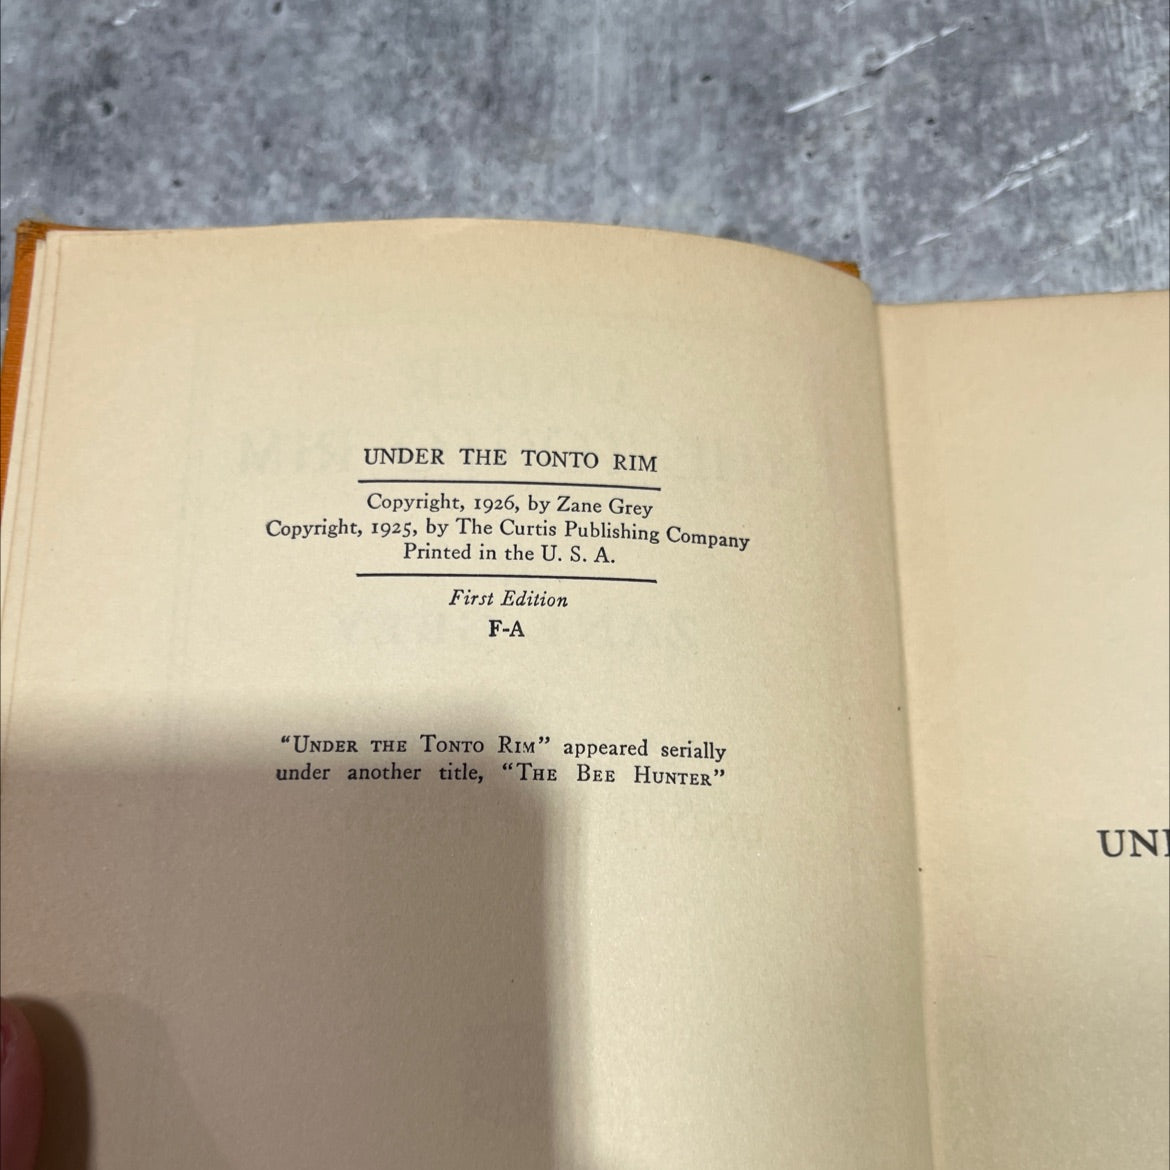 UNDER THE TONTO RIM
Copyright, 1926, by Zane Grey
Copyright, 1925, by The Curtis Publishing Company
Printed in the U. S. A.
First Edition
F-A
"UNDER THE TONTO RIM" appeared serially
under another title, "THE BEE HUNTER"